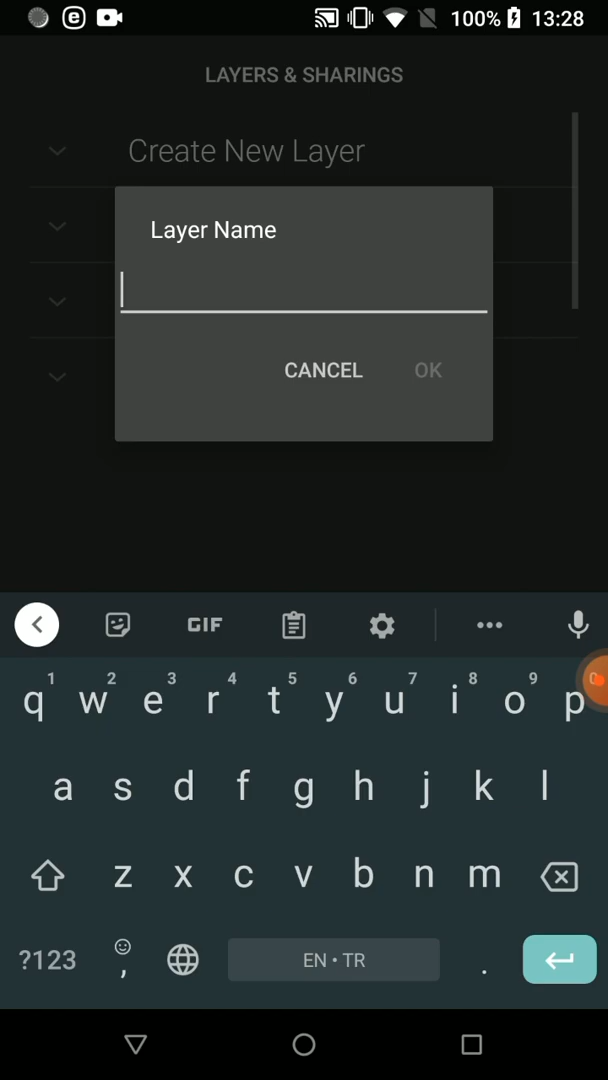 100% 13:28
LAYERS & SHARINGS
Create New Layer
Layer Name
CANCEL OK
GIF
1 2 3 4 5 6 7 8 9 0
q w e r t y u i o p
a s d f g h j k l
z x c v b n m
?123 , EN • TR .